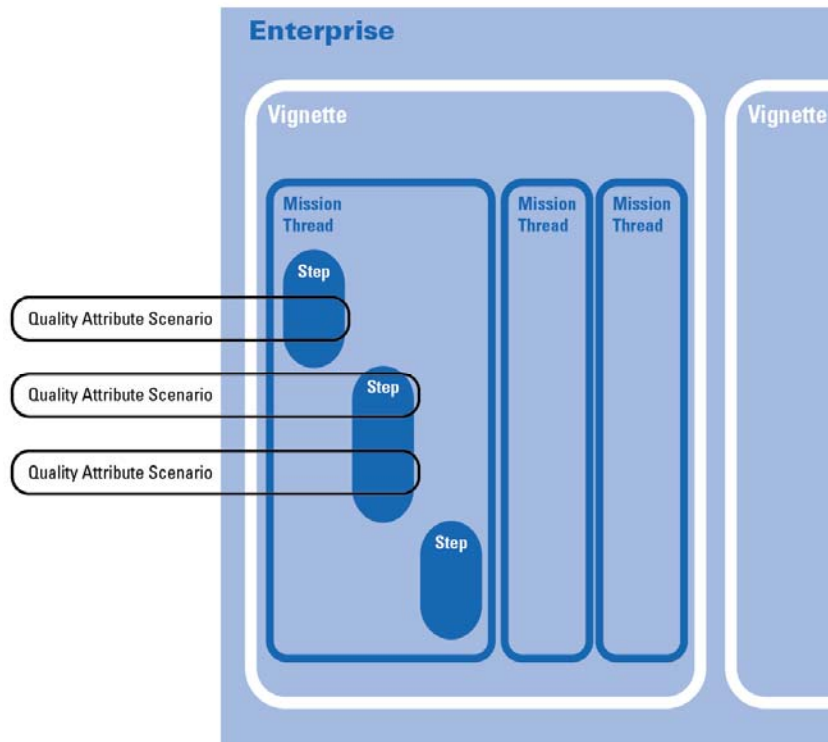 Enterprise
Vignette
Vignette
Mission
Thread
Mission
Thread
Mission
Thread
Step
Quality Attribute Scenario
Step
Quality Attribute Scenario
Quality Attribute Scenario
Step